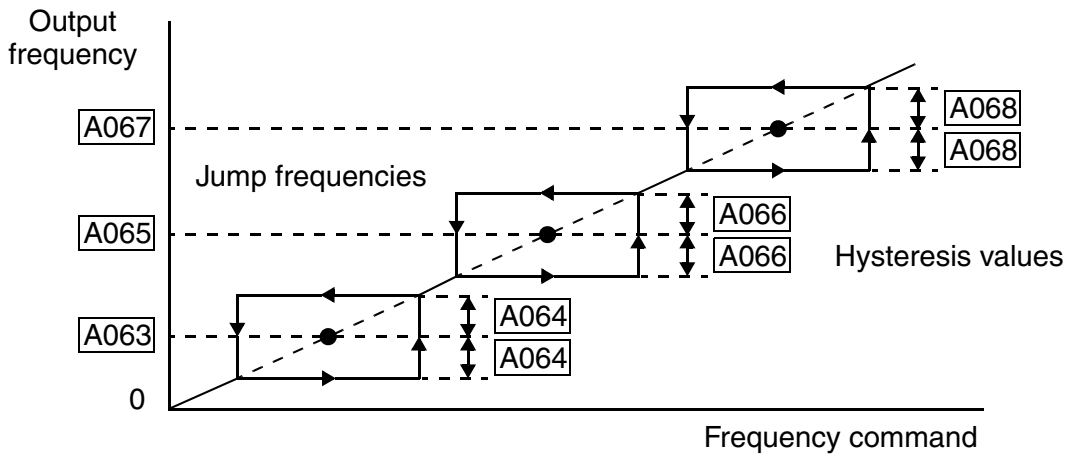 Output
frequency
A067
A068
A068
Jump frequencies
A065
A066
A066
Hysteresis values
A063
A064
A064
0
Frequency command